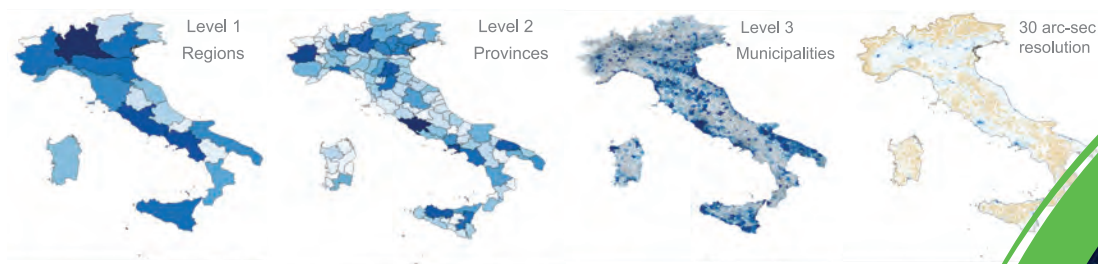 Level 1
Regions
Level 2
Provinces
Level 3
Municipalities
30 arc-sec
resolution